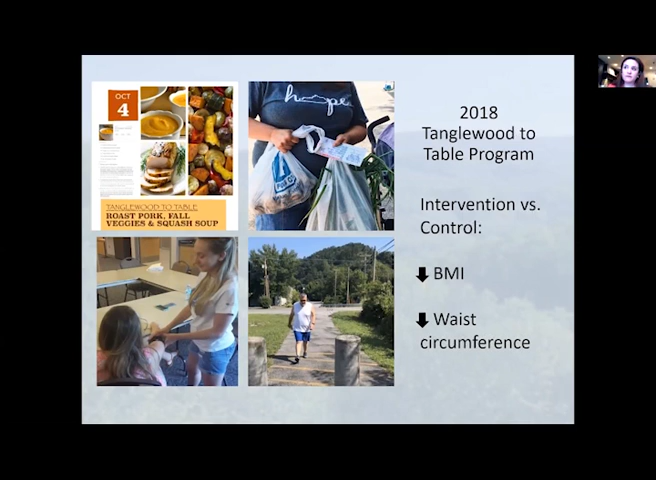 OCT
4
TANGLEWOOD TO TABLE
ROAST PORK, FALL
VEGGIES & SQUASH SOUP
hope
2018
Tanglewood to
Table Program
Intervention vs.
Control:
BMI
Waist
circumference